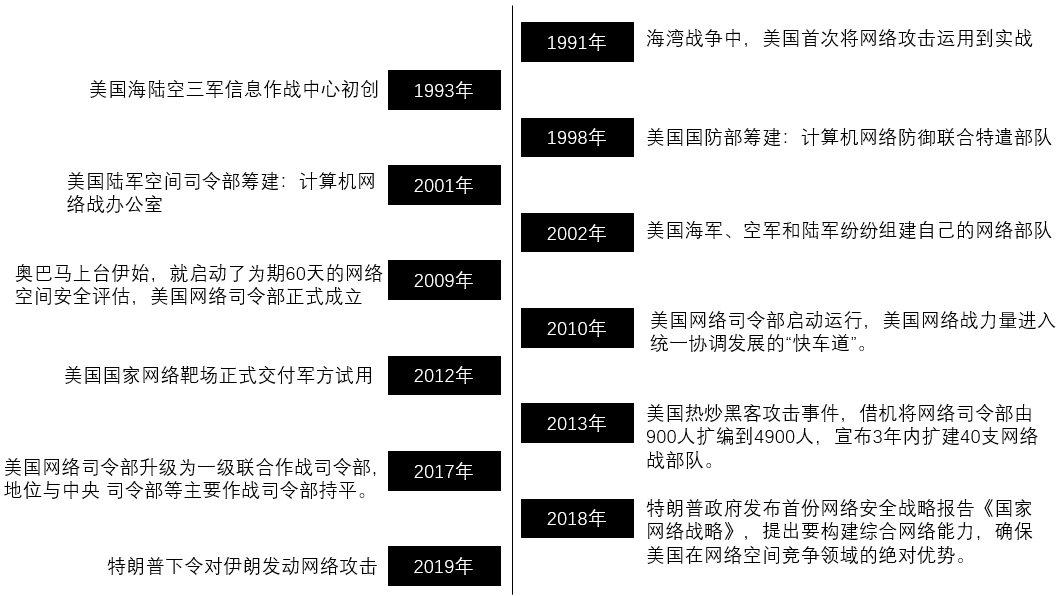 1991年
海湾战争中，美国首次将网络攻击运用到实战
美国海陆空三军信息作战中心初创
1993年
1998年
美国国防部筹建：计算机网络防御联合特遣部队
美国陆军空间司令部筹建：计算机网
络战办公室
2001年
2002年
美国海军、空军和陆军纷纷组建自己的网络部队
奥巴马上台伊始，就启动了为期60天的网络
空间安全评估，美国网络司令部正式成立
2009年
2010年
美国网络司令部启动运行，美国网络战力量进入
统一协调发展的“快车道”。
美国国家网络靶场正式交付军方试用
2012年
2013年
美国热炒黑客攻击事件，借机将网络司令部由
900人扩编到4900人，宣布3年内扩建40支网络
战部队。
美国网络司令部升级为一级联合作战司令部，
地位与中央 司令部等主要作战司令部持平。
2017年
2018年
特朗普政府发布首份网络安全战略报告《国家
网络战略》，提出要构建综合网络能力，确保
美国在网络空间竞争领域的绝对优势。
特朗普下令对伊朗发动网络攻击
2019年